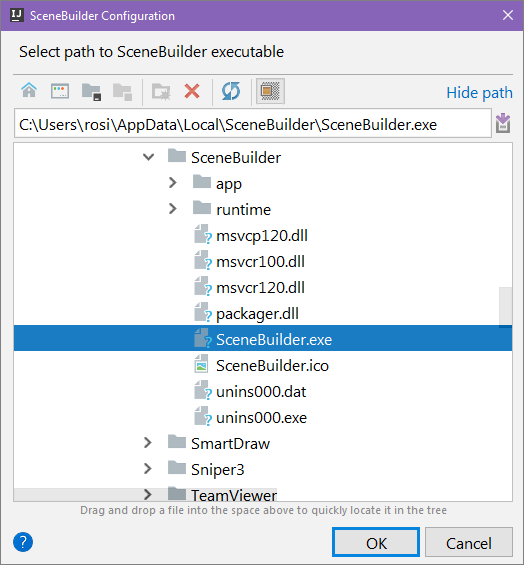 SceneBuilder Configuration
Select path to SceneBuilder executable
Hide path
C:\Users\rosi\AppData\Local\SceneBuilder\SceneBuilder.exe
SceneBuilder
app
runtime
msvcp120.dll
msvcr100.dll
msvcr120.dll
packager.dll
SceneBuilder.exe
SceneBuilder.ico
unins000.dat
unins000.exe
SmartDraw
Sniper3
TeamViewer
Drag and drop a file into the space above to quickly locate it in the tree
? OK Cancel